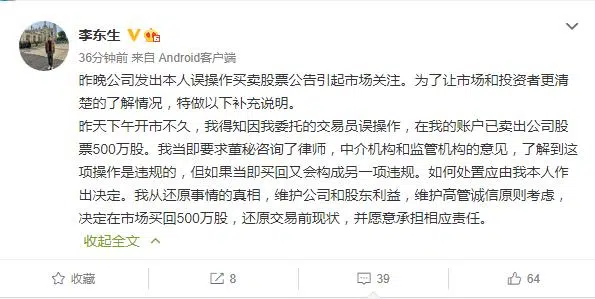 李东生
36分钟前 来自 Android客户端
昨晚公司发出本人误操作买卖股票公告引起市场关注。为了让市场和投资者更清
楚的了解情况，特做以下补充说明。
昨天下午开市不久，我得知因我委托的交易员误操作，在我的账户已卖出公司股
票500万股。我当即要求董秘咨询了律师，中介机构和监管机构的意见，了解到这
项操作是违规的，但如果当即买回又会构成另一项违规。如何处置应由我本人作
出决定。我从还原事情的真相，维护公司和股东利益，维护高管诚信原则考虑，
决定在市场买回500万股，还原交易前现状，并愿意承担相应责任。
收起全文
收藏 8 39 64